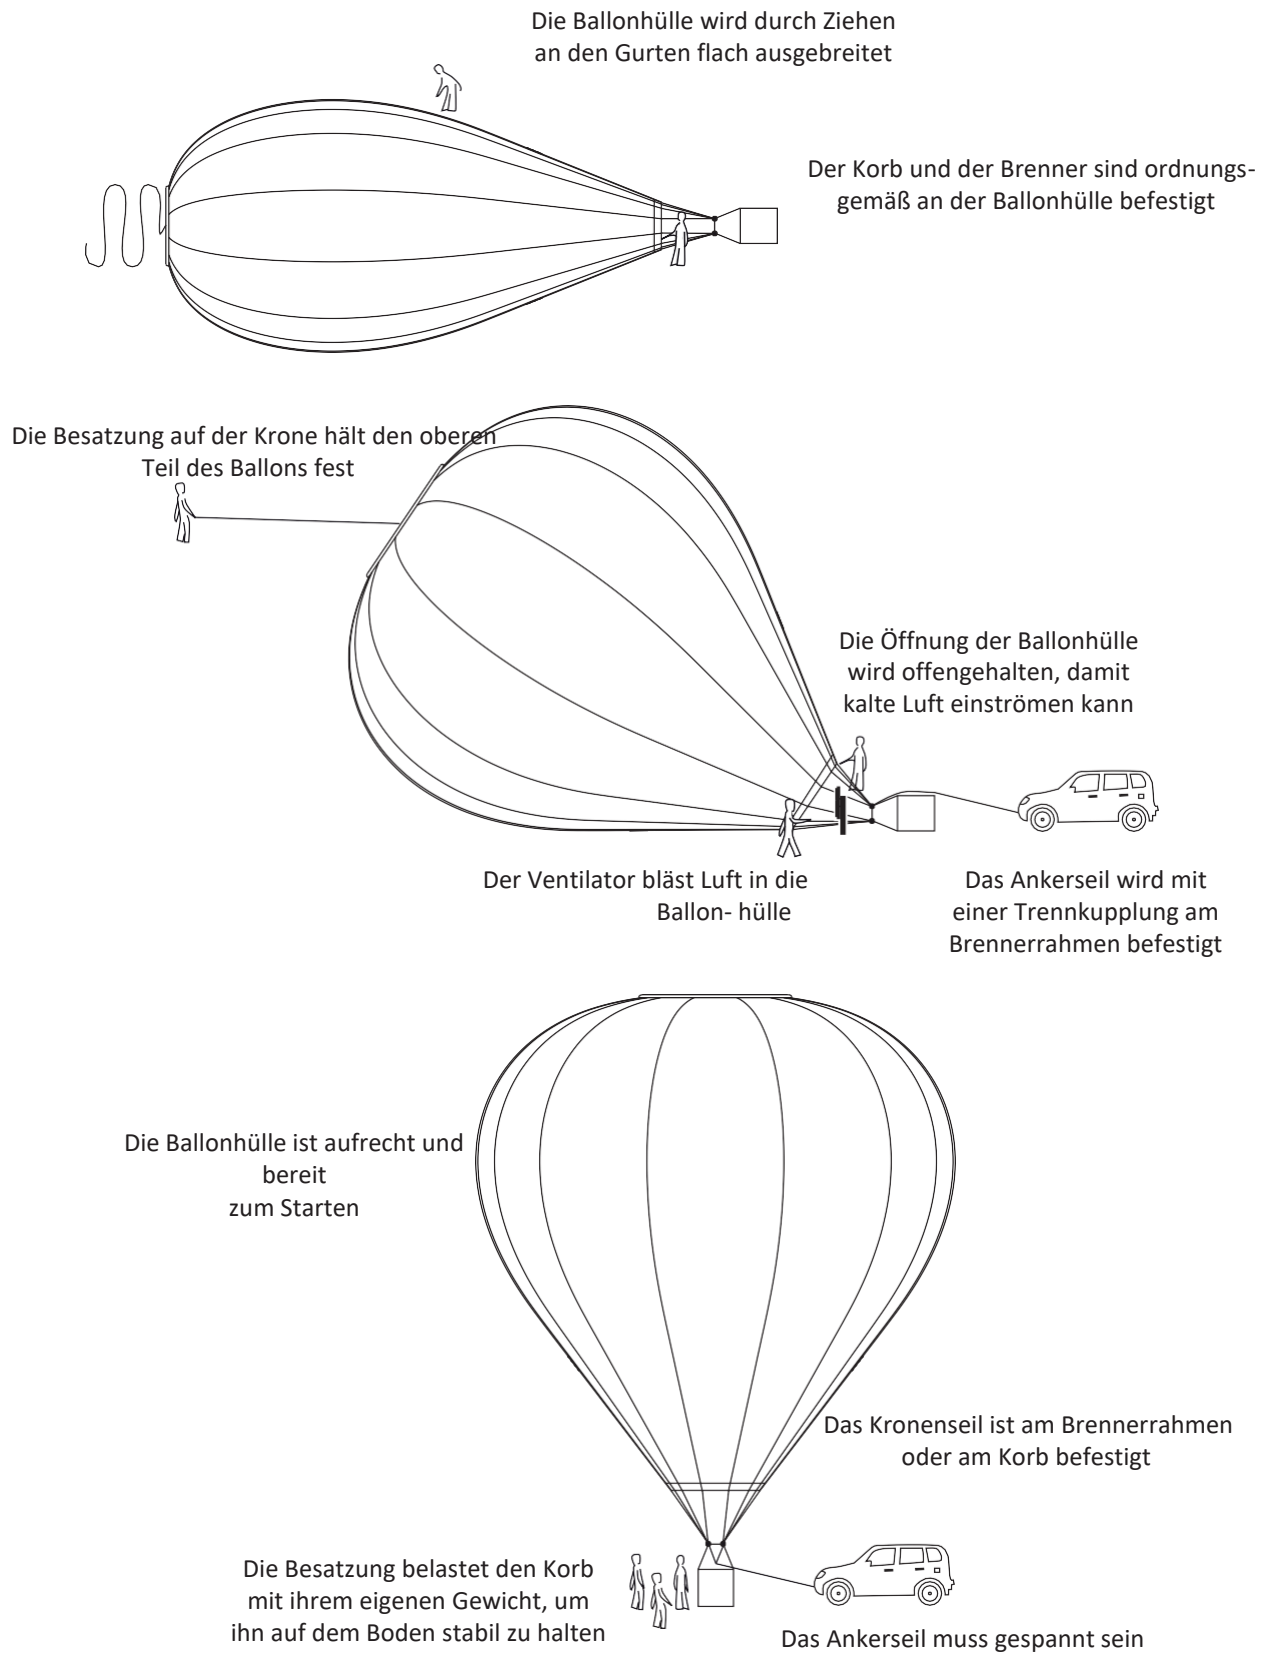 Die Ballonhülle wird durch Ziehen
an den Gurten flach ausgebreitet
Der Korb und der Brenner sind ordnungs-
gemäß an der Ballonhülle befestigt
Die Besatzung auf der Krone hält den oberen
Teil des Ballons fest
Die Öffnung der Ballonhülle
wird offengehalten, damit
kalte Luft einströmen kann
Der Ventilator bläst Luft in die
Ballon- hülle
Das Ankerseil wird mit
einer Trennkupplung am
Brennerrahmen befestigt
Die Ballonhülle ist aufrecht und
bereit
zum Starten
Das Kronenseil ist am Brennerrahmen
oder am Korb befestigt
Die Besatzung belastet den Korb
mit ihrem eigenen Gewicht, um
ihn auf dem Boden stabil zu halten
Das Ankerseil muss gespannt sein